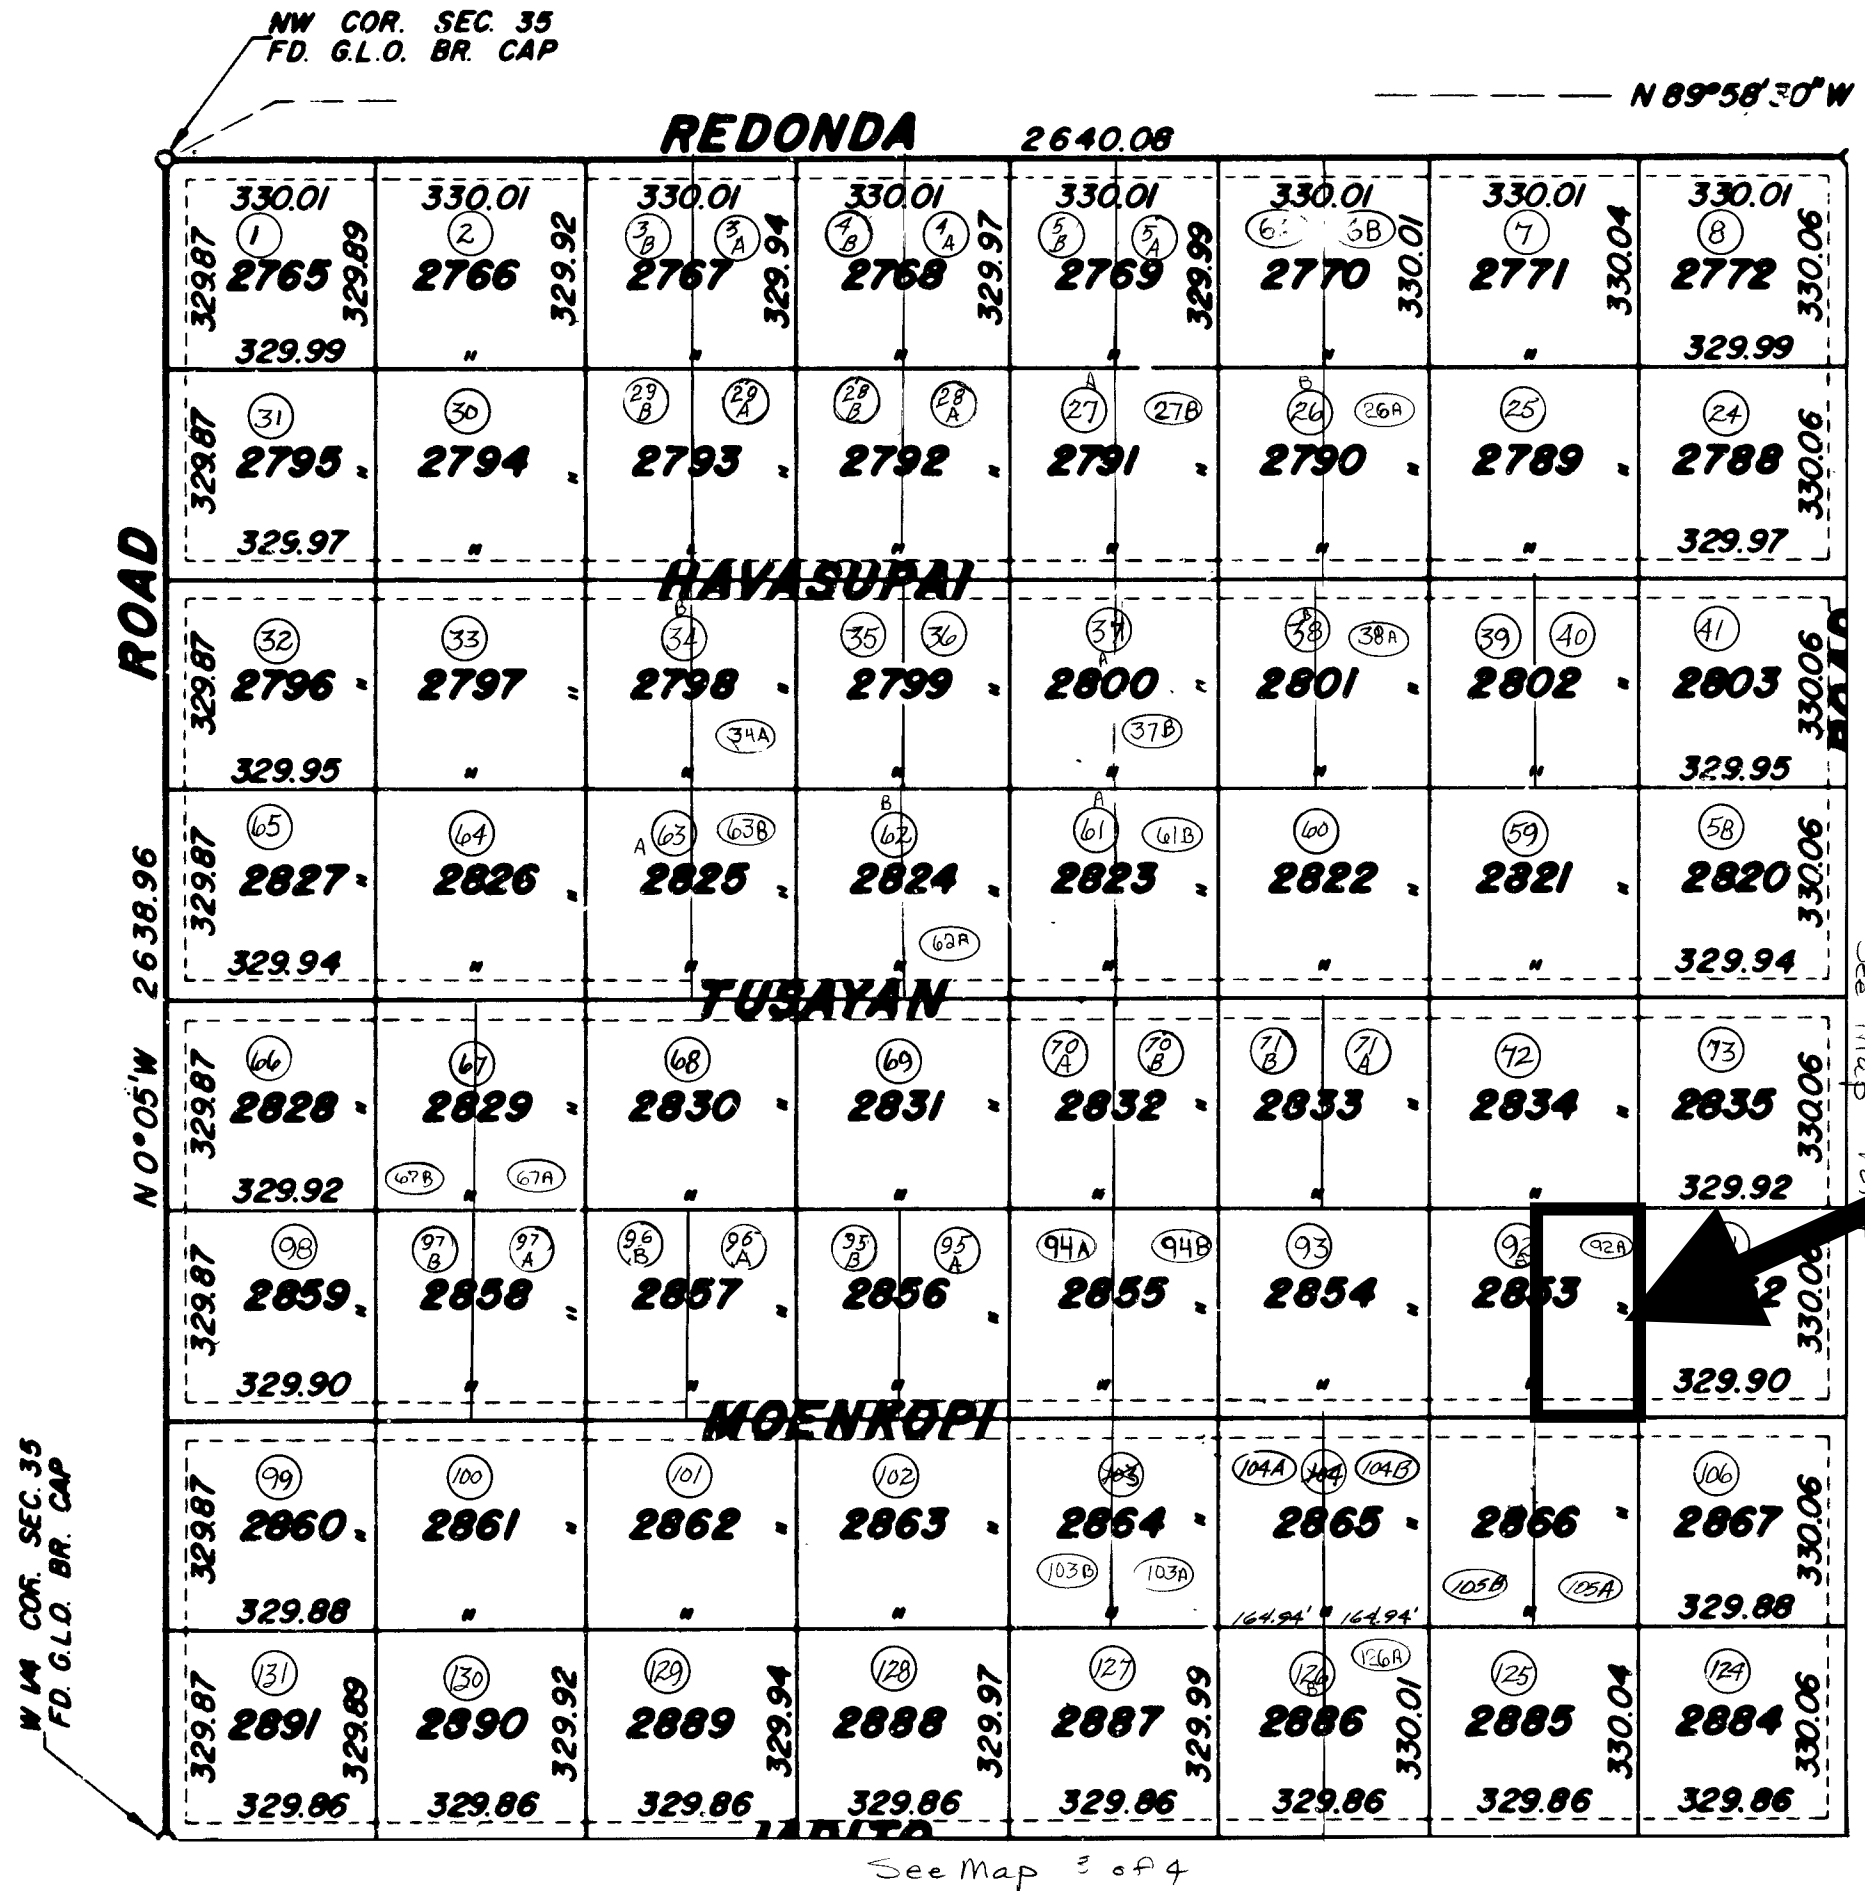 NW COR. SEC. 35
FD. G.L.O. BR. CAP
N 89°58'30" W
REDONDA 2640.08
330.01 330.01 330.01 330.01 330.01 330.01 330.01 330.01
1 2 3B 3A 4B 4A 5B 5A 7 8
329.87 2765 329.89 2766 329.92 2767 329.94 2768 329.97 2769 329.99 2770 330.01 2771 330.04 2772 330.06
329.99 " " " " " " 329.99
31 30 29B 29A 28B 28A 27 A 27B 26 B 26A 25 24
329.87 2795 " 2794 " 2793 " 2792 " 2791 " 2790 " 2789 " 2788 330.06
329.97 " " " " " " 329.97
HAVASUPAI
ROAD
32 33 34 B 35 36 37 A 38 B 38A 39 40 41
329.87 2796 " 2797 " 2798 " 2799 " 2800 " 2801 " 2802 " 2803 330.06
ROAD
34A 37B
329.95 " " " " " " 329.95
65 64 A 63 63B B 62 A 61 61B 60 59 58
329.87 2827 " 2826 " 2825 " 2824 " 2823 " 2822 " 2821 " 2820 330.06
62A
329.94 " " " " " " 329.94
TUSAYAN
N 0°05'W 2638.96
See Map
66 67 68 69 70A 70B 71B 71A 72 73
329.87 2828 " 2829 " 2830 " 2831 " 2832 " 2833 " 2834 " 2835 330.06
67B 67A
329.92 " " " " " " 329.92
98 97B 97A 96B 96A 95B 95A 94A 94B 93 92 92A
329.87 2859 " 2858 " 2857 " 2856 " 2855 " 2854 " 2853 " 330.06
329.90 " " " " " " 329.90
MOENKOPI
99 100 101 102 103 104A 104 104B 106
329.87 2860 " 2861 " 2862 " 2863 " 2864 " 2865 " 2866 " 2867 330.06
103B 103A 105B 105A
329.88 " " " " 164.94' " 164.94' " 329.88
W 1/4 COR. SEC. 35
FD. G.L.O. BR. CAP
131 130 129 128 127 126B 126A 125 124
329.87 2891 329.89 2890 329.92 2889 329.94 2888 329.97 2887 329.99 2886 330.01 2885 330.04 2884 330.06
329.86 329.86 329.86 329.86 329.86 329.86 329.86 329.86
See Map of 4